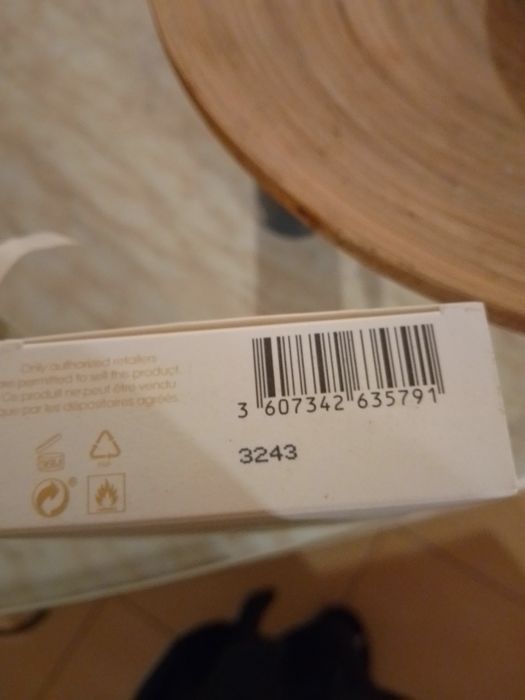 Only authorized retailers
are permitted to sell this product.
Ce produit ne peut être vendu
que par les dépositaires agréés.
3 607342 635791
3243